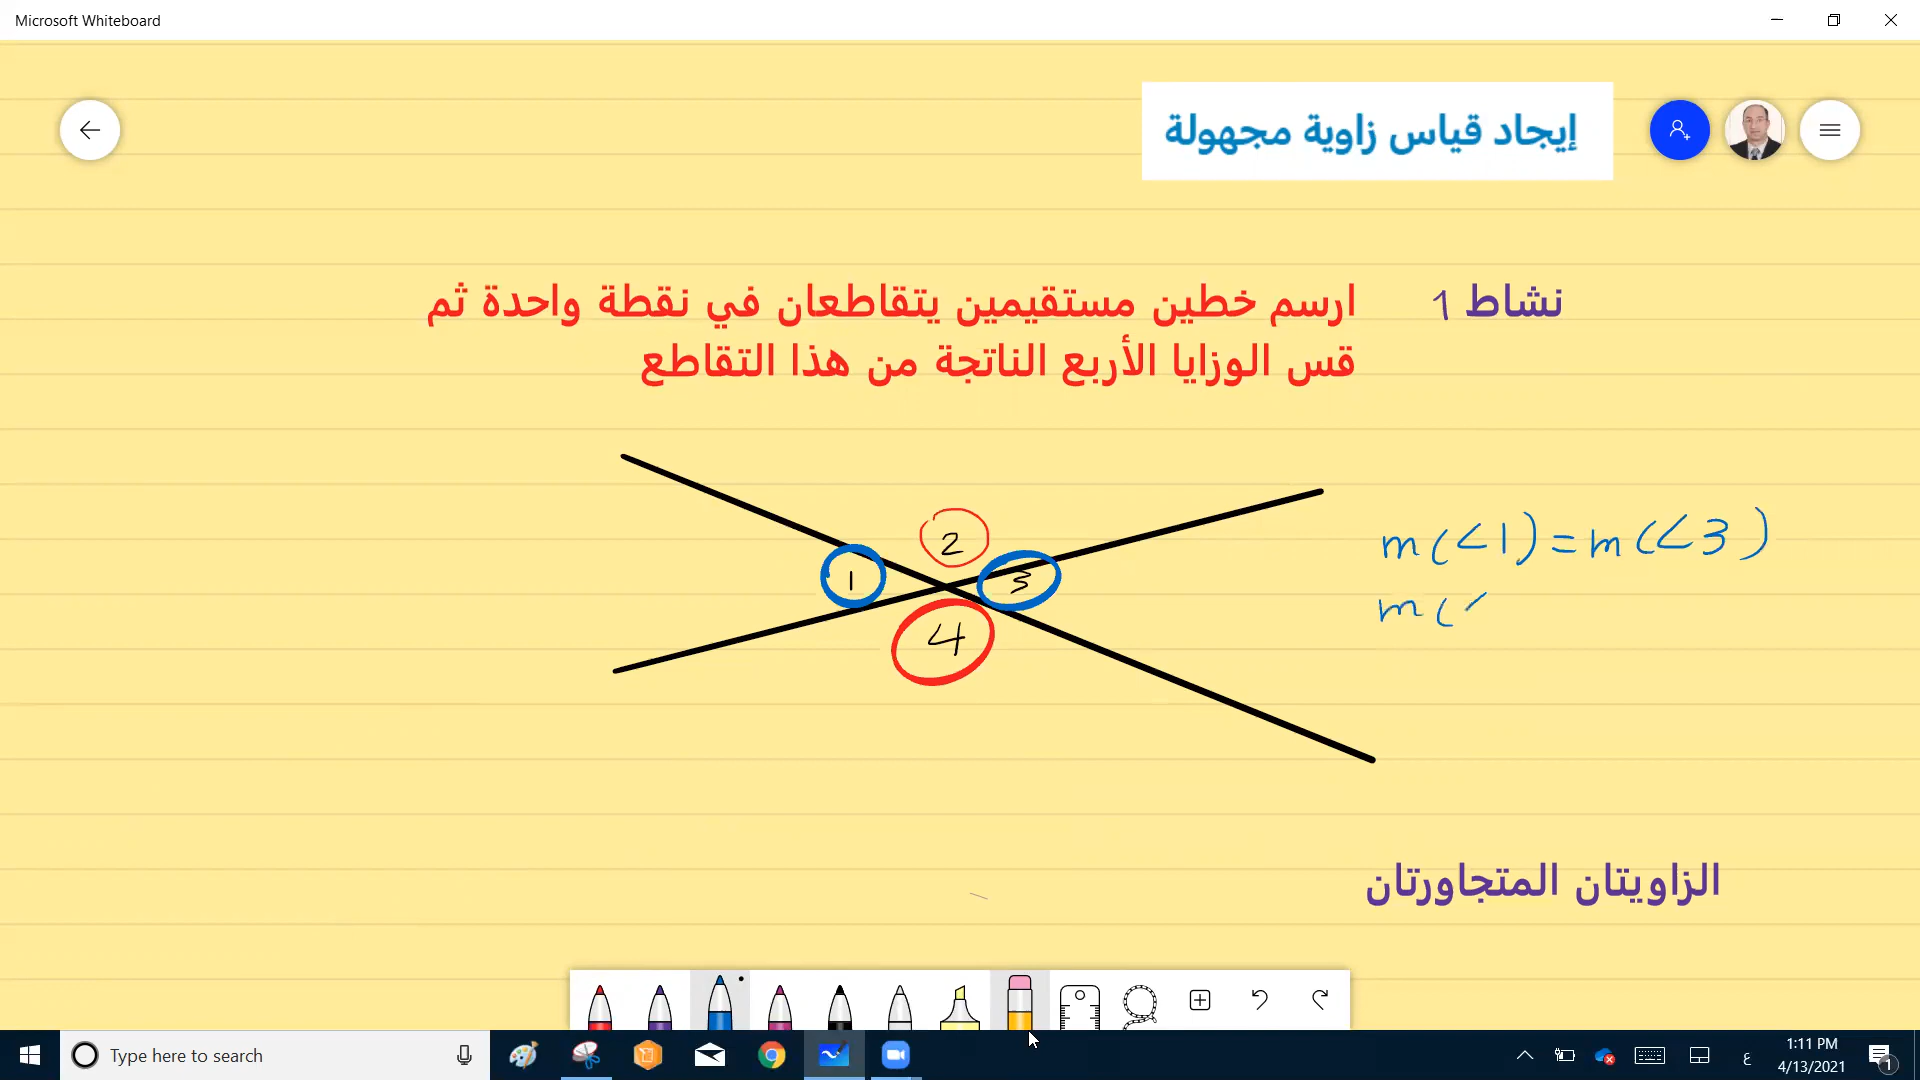 Microsoft Whiteboard
إيجاد قياس زاوية مجهولة
نشاط 1
ارسم خطين مستقيمين يتقاطعان في نقطة واحدة ثم
قس الوزايا الأربع الناتجة من هذا التقاطع
2
1
3
4
m(∠1)=m(∠3)
m(
الزاويتان المتجاورتان
Type here to search
ع
1:11 PM
4/13/2021
1